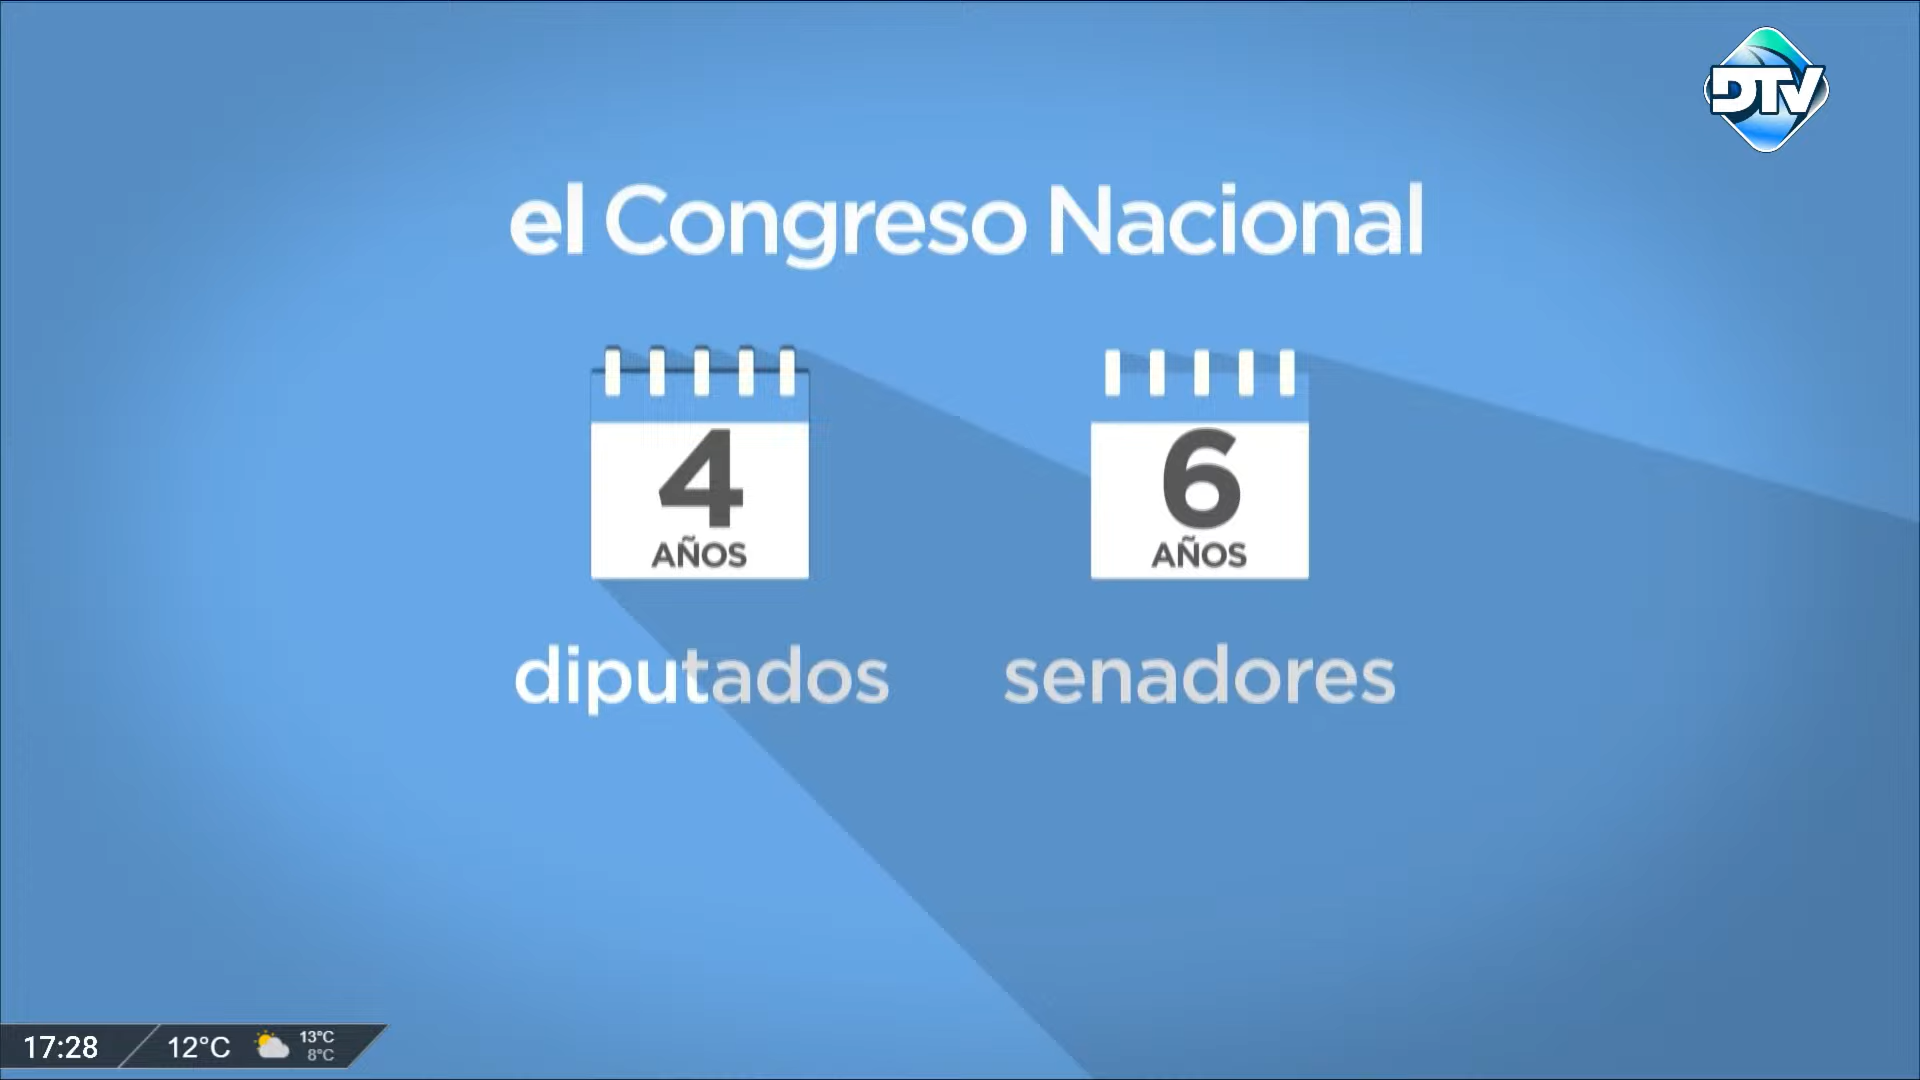 DTV
el Congreso Nacional
4
AÑOS
6
AÑOS
diputados
senadores
17:28
12°C
13°C
8°C